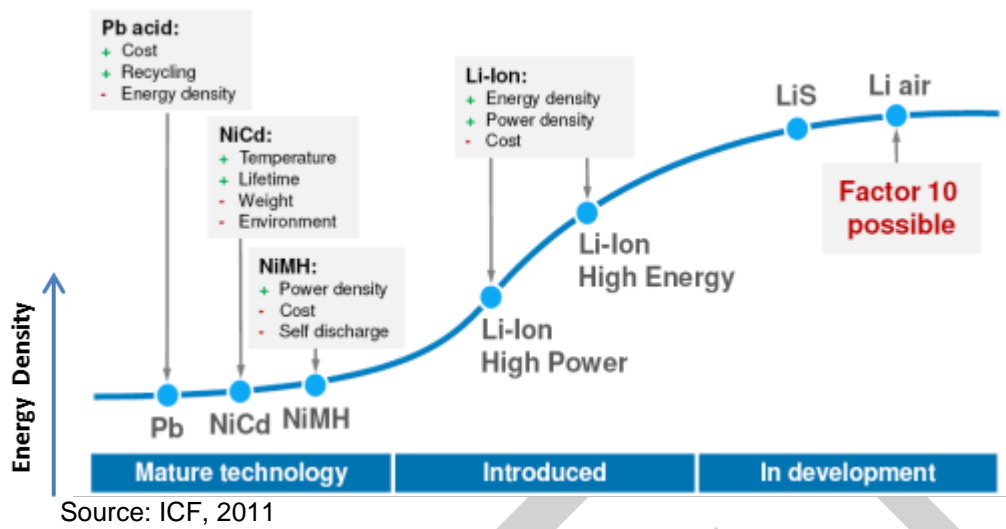 Pb acid:
+ Cost
+ Recycling
- Energy density
NiCd:
+ Temperature
+ Lifetime
- Weight
- Environment
NiMH:
+ Power density
- Cost
- Self discharge
Li-Ion:
+ Energy density
+ Power density
- Cost
LiS
Li air
Factor 10
possible
Li-Ion
High Energy
Li-Ion
High Power
Pb
NiCd
NiMH
Energy Density
Mature technology
Introduced
In development
Source: ICF, 2011